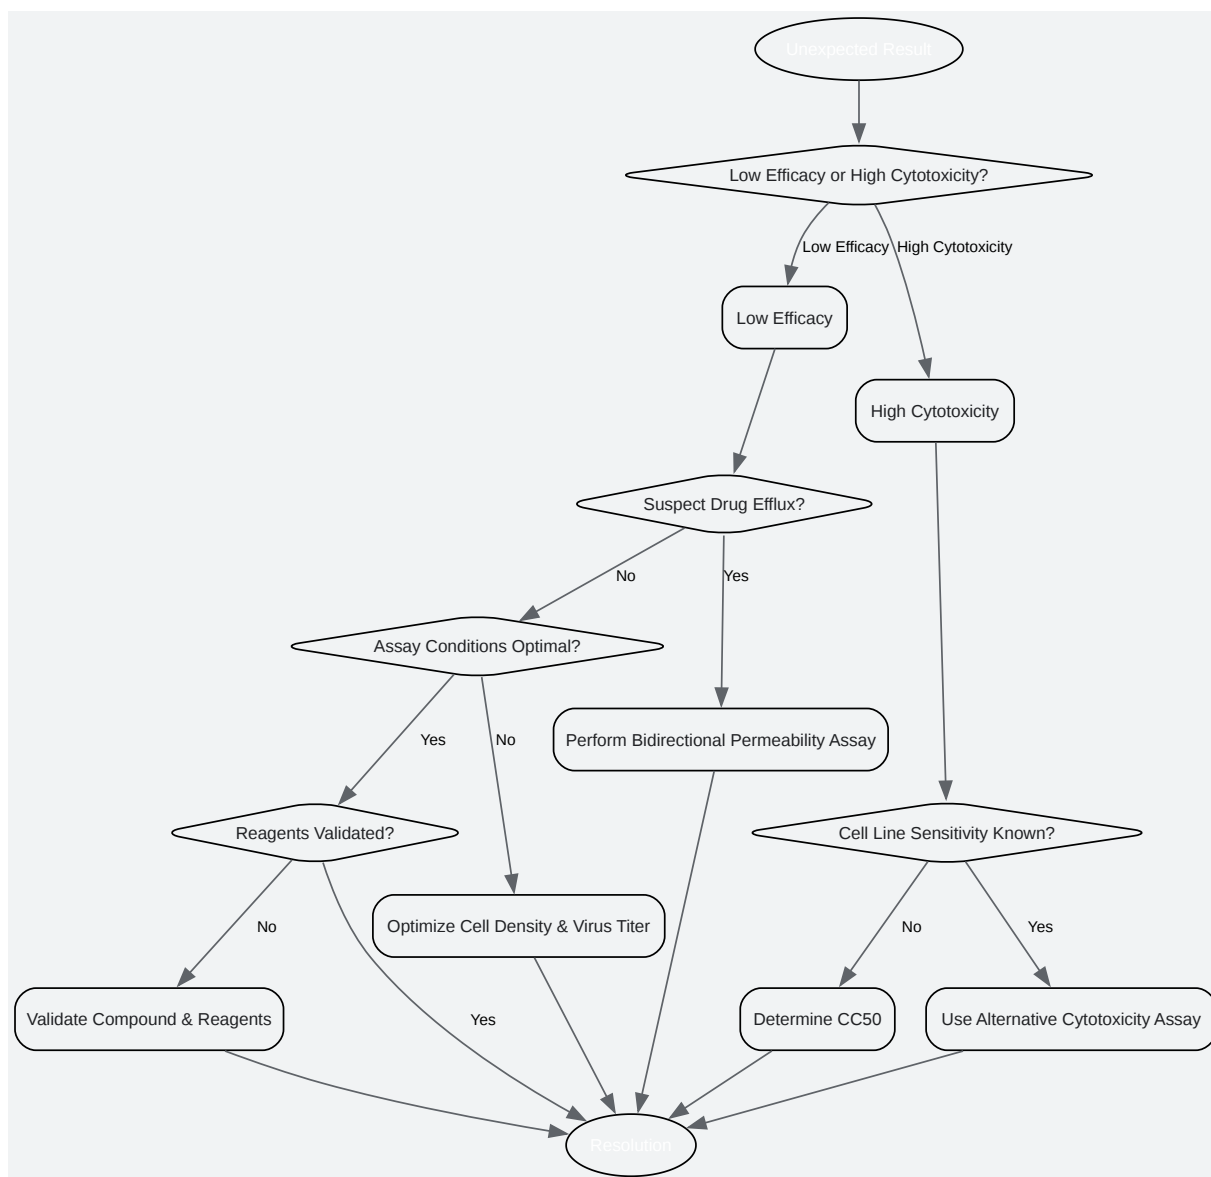 Unexpected Result
Low Efficacy or High Cytotoxicity?
Low Efficacy
High Cytotoxicity
Low Efficacy
High Cytotoxicity
Suspect Drug Efflux?
No
Yes
Assay Conditions Optimal?
Yes
No
Perform Bidirectional Permeability Assay
Reagents Validated?
Cell Line Sensitivity Known?
No
Optimize Cell Density & Virus Titer
No
Yes
Validate Compound & Reagents
Yes
Determine CC50
Use Alternative Cytotoxicity Assay
Resolution